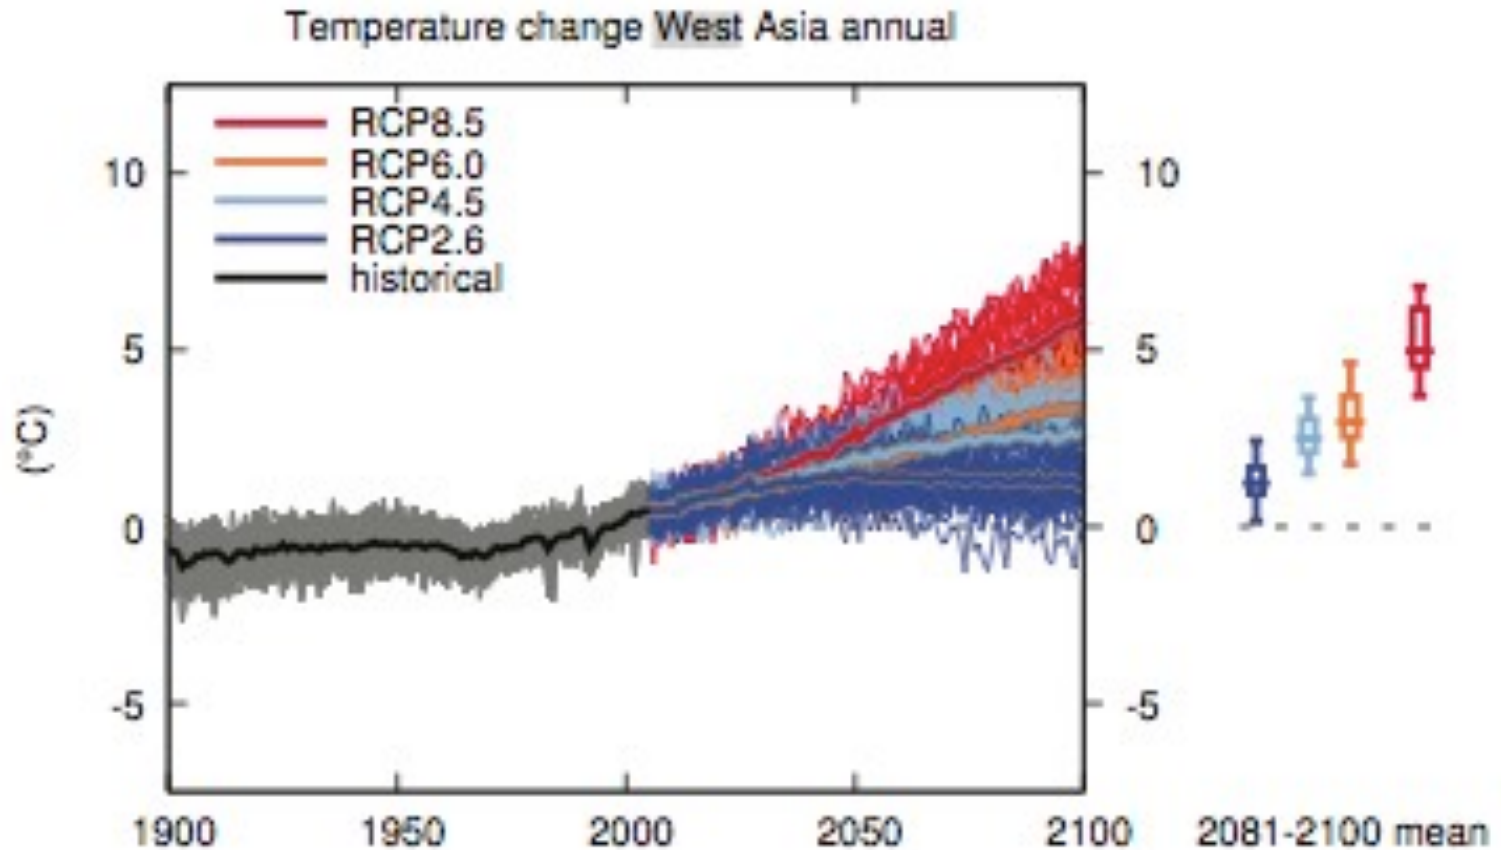 Temperature change West Asia annual
RCP8.5
RCP6.0
RCP4.5
RCP2.6
historical
(°C)
10
5
0
-5
10
5
0
-5
1900 1950 2000 2050 2100 2081-2100 mean